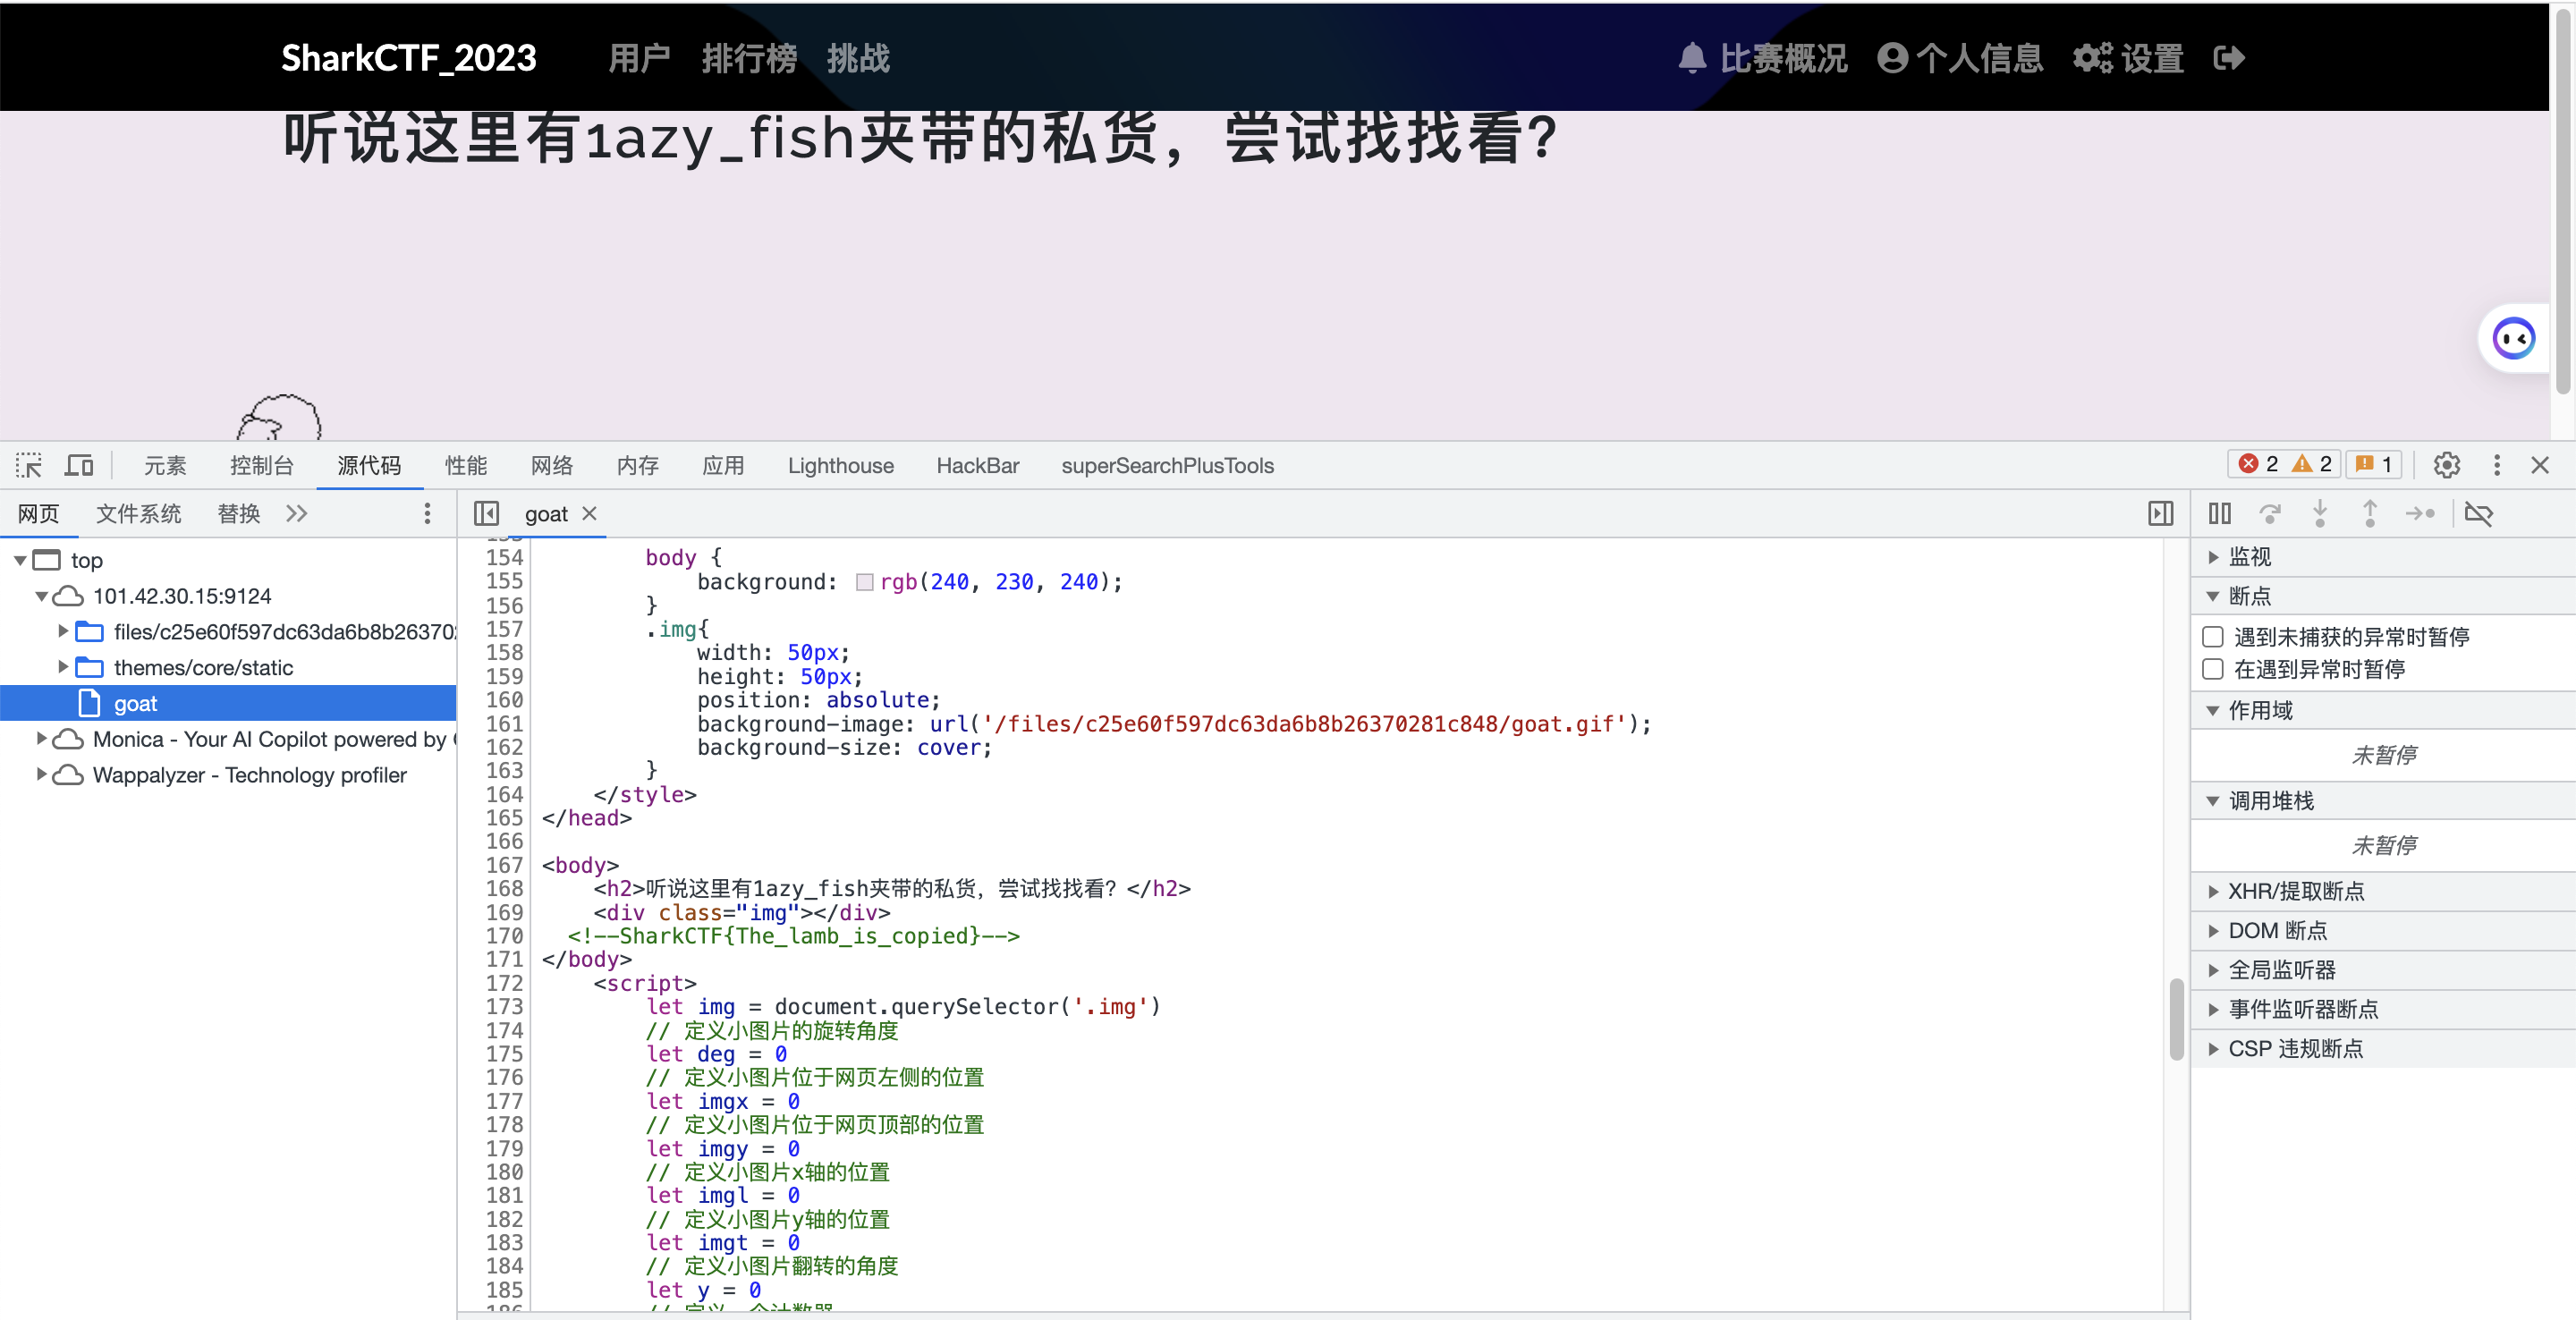 SharkCTF_2023 用户 排行榜 挑战 比赛概况 个人信息 设置
听说这里有1azy_fish夹带的私货，尝试找找看?
元素 控制台 源代码 性能 网络 内存 应用 Lighthouse HackBar superSearchPlusTools 2 2 1
网页 文件系统 替换
top
101.42.30.15:9124
files/c25e60f597dc63da6b8b26370
themes/core/static
goat
Monica - Your AI Copilot powered by
Wappalyzer - Technology profiler
goat
154 body {
155 background: rgb(240, 230, 240);
156 }
157 .img{
158 width: 50px;
159 height: 50px;
160 position: absolute;
161 background-image: url('/files/c25e60f597dc63da6b8b26370281c848/goat.gif');
162 background-size: cover;
163 }
164 </style>
165 </head>
166
167 <body>
168 <h2>听说这里有1azy_fish夹带的私货，尝试找找看？</h2>
169 <div class="img"></div>
170 <!--SharkCTF{The_lamb_is_copied}-->
171 </body>
172 <script>
173 let img = document.querySelector('.img')
174 // 定义小图片的旋转角度
175 let deg = 0
176 // 定义小图片位于网页左侧的位置
177 let imgx = 0
178 // 定义小图片位于网页顶部的位置
179 let imgy = 0
180 // 定义小图片x轴的位置
181 let imgl = 0
182 // 定义小图片y轴的位置
183 let imgt = 0
184 // 定义小图片翻转的角度
185 let y = 0
监视
断点
遇到未捕获的异常时暂停
在遇到异常时暂停
作用域
未暂停
调用堆栈
未暂停
XHR/提取断点
DOM 断点
全局监听器
事件监听器断点
CSP 违规断点